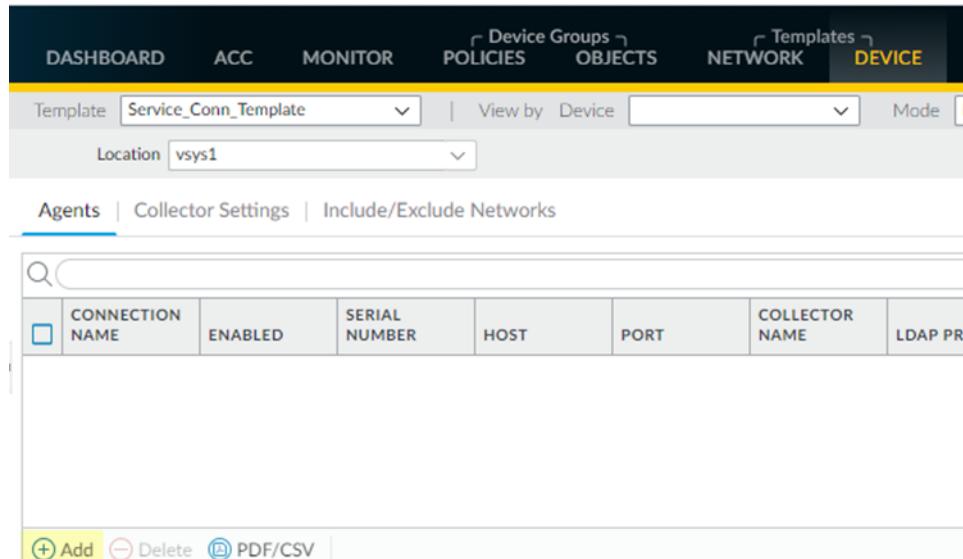 Device Groups Templates
DASHBOARD ACC MONITOR POLICIES OBJECTS NETWORK DEVICE
Template Service_Conn_Template | View by Device Mode
Location vsys1
Agents | Collector Settings | Include/Exclude Networks
CONNECTION NAME ENABLED SERIAL NUMBER HOST PORT COLLECTOR NAME LDAP PR
Add Delete PDF/CSV